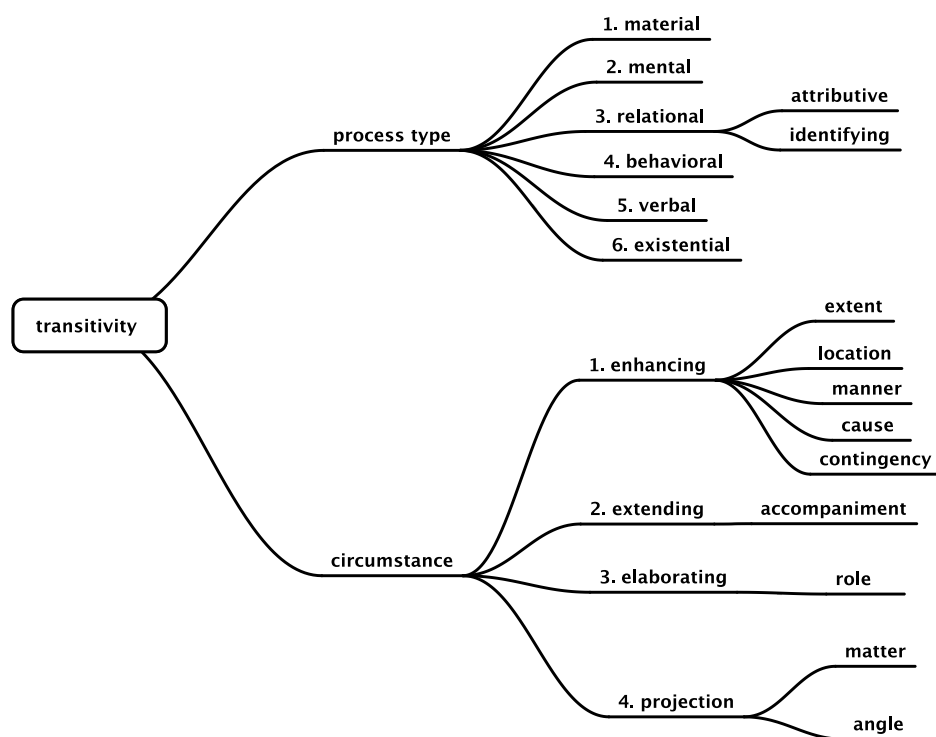 transitivity
process type
1. material
2. mental
3. relational
attributive
identifying
4. behavioral
5. verbal
6. existential
circumstance
1. enhancing
extent
location
manner
cause
contingency
2. extending
accompaniment
3. elaborating
role
4. projection
matter
angle